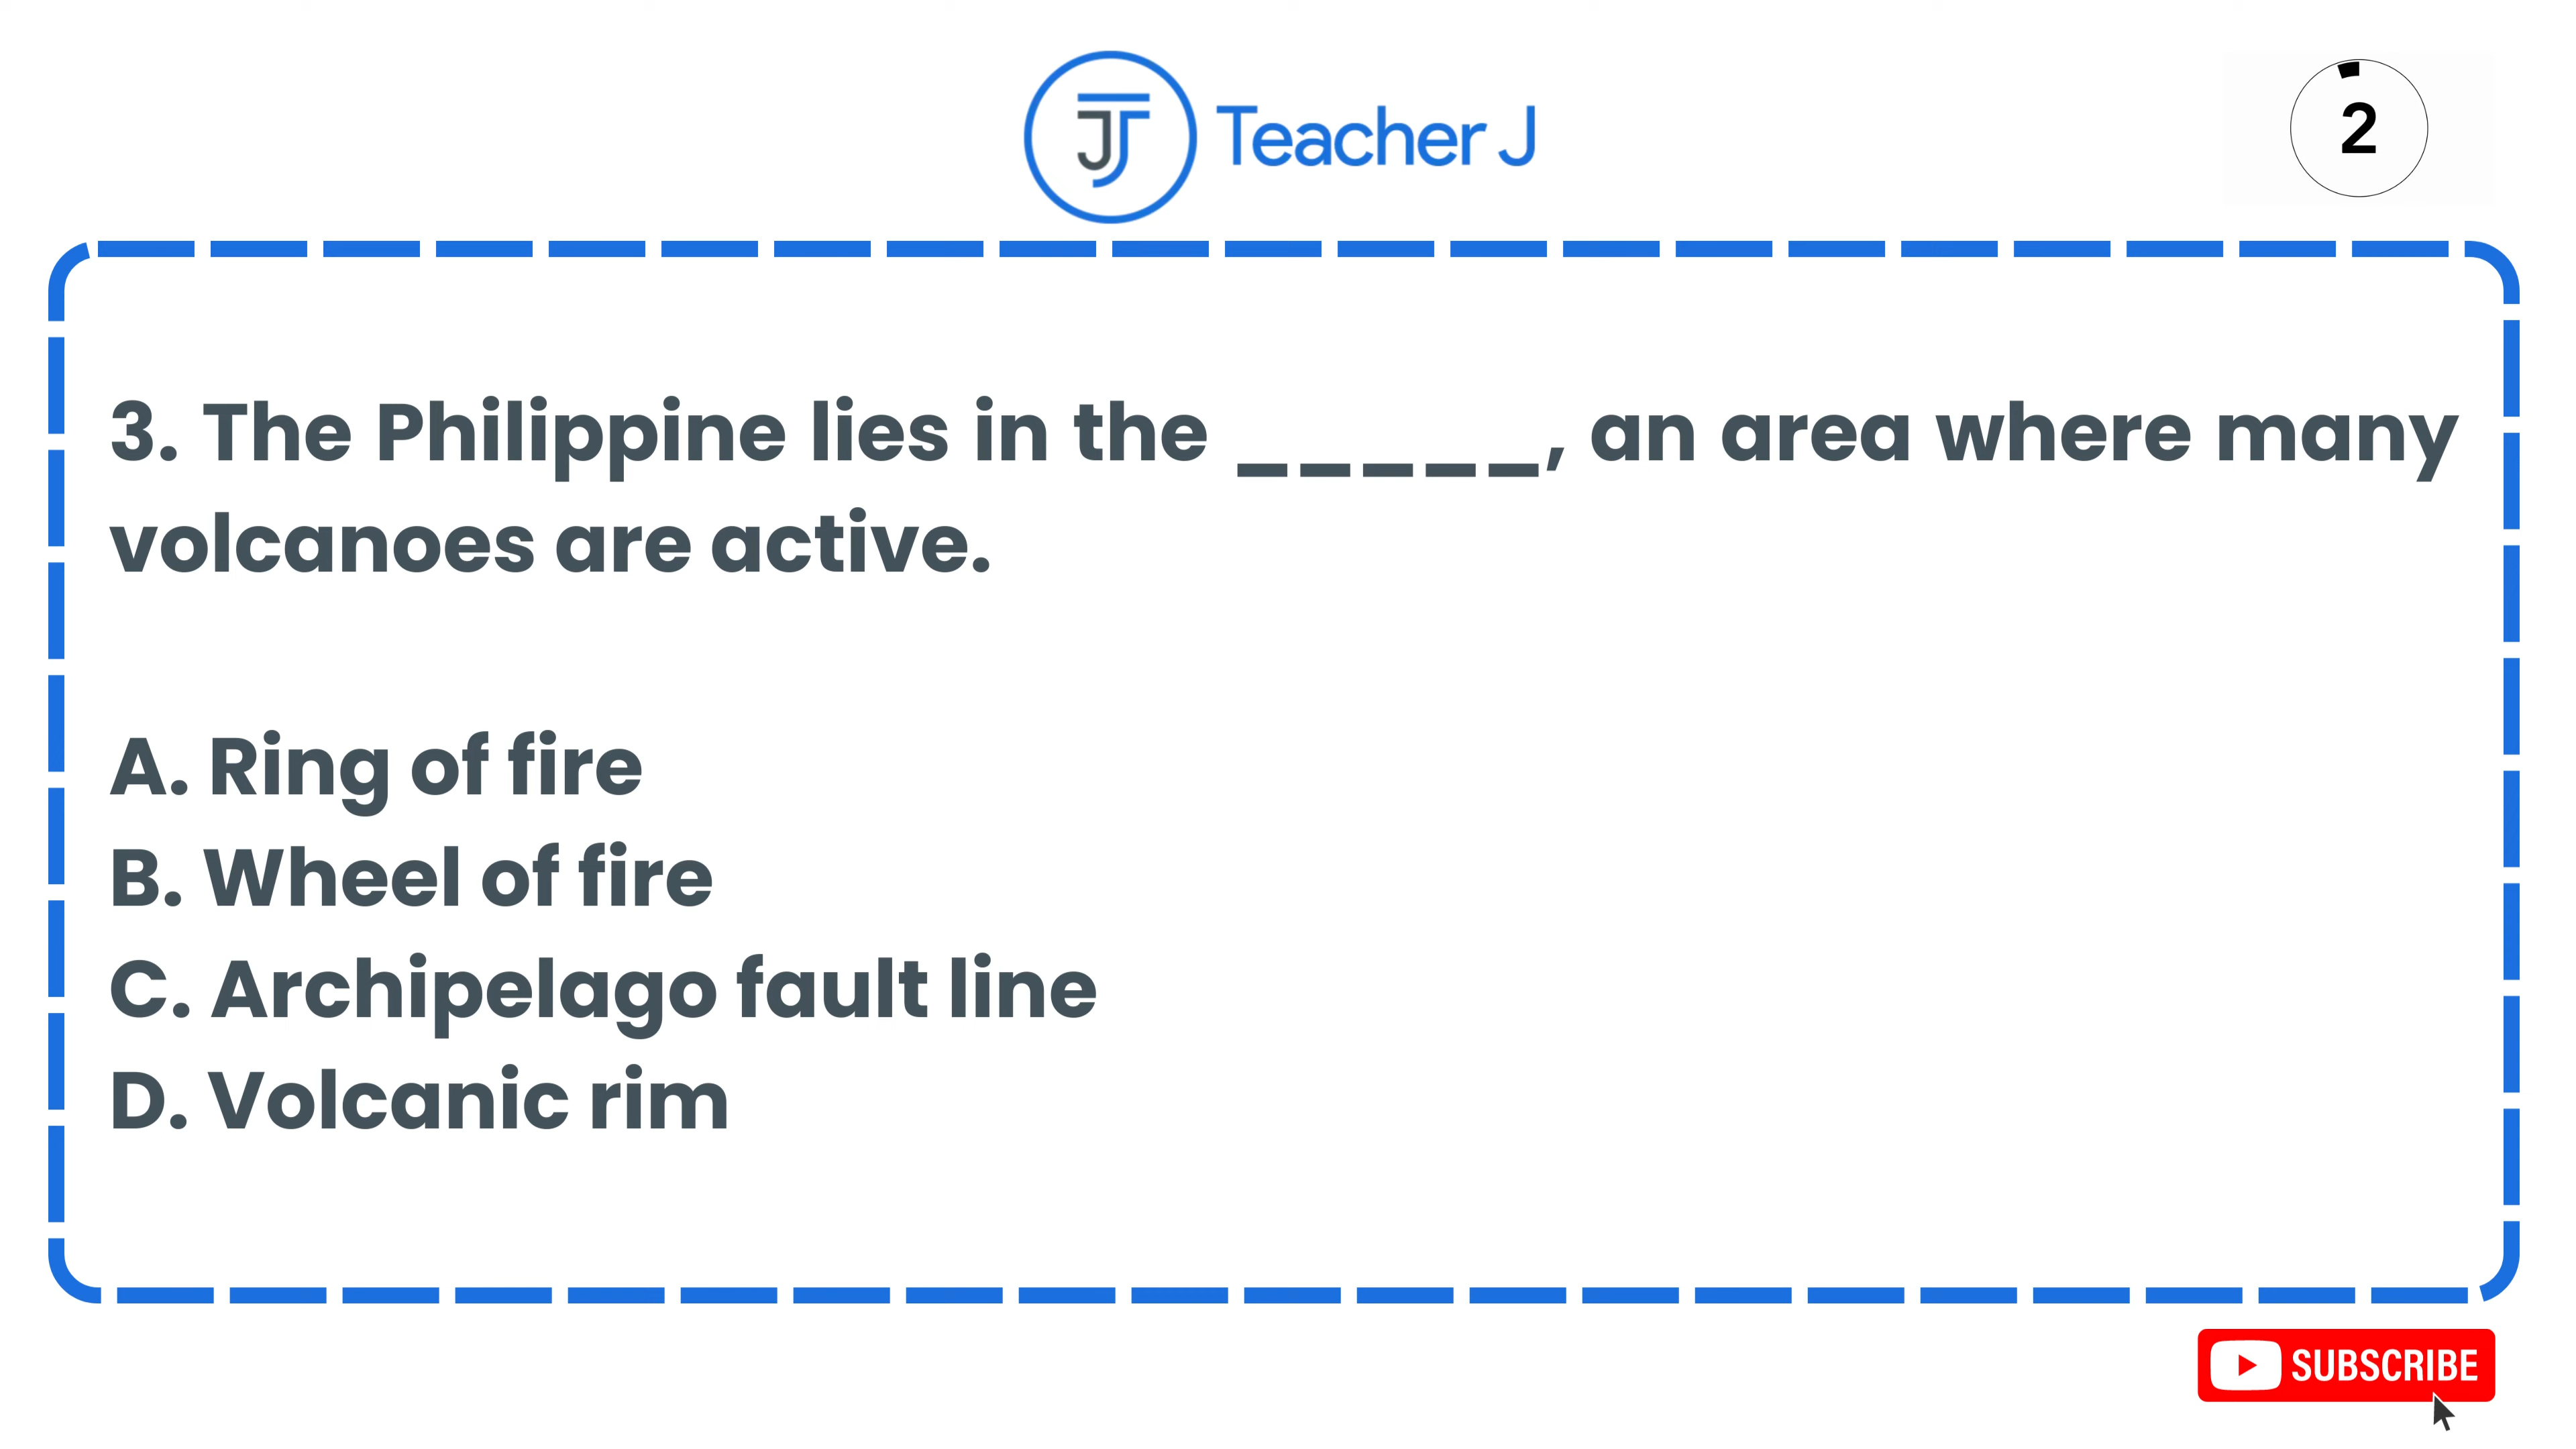 JT Teacher J
2
3. The Philippine lies in the _____, an area where many
volcanoes are active.
A. Ring of fire
B. Wheel of fire
C. Archipelago fault line
D. Volcanic rim
SUBSCRIBE